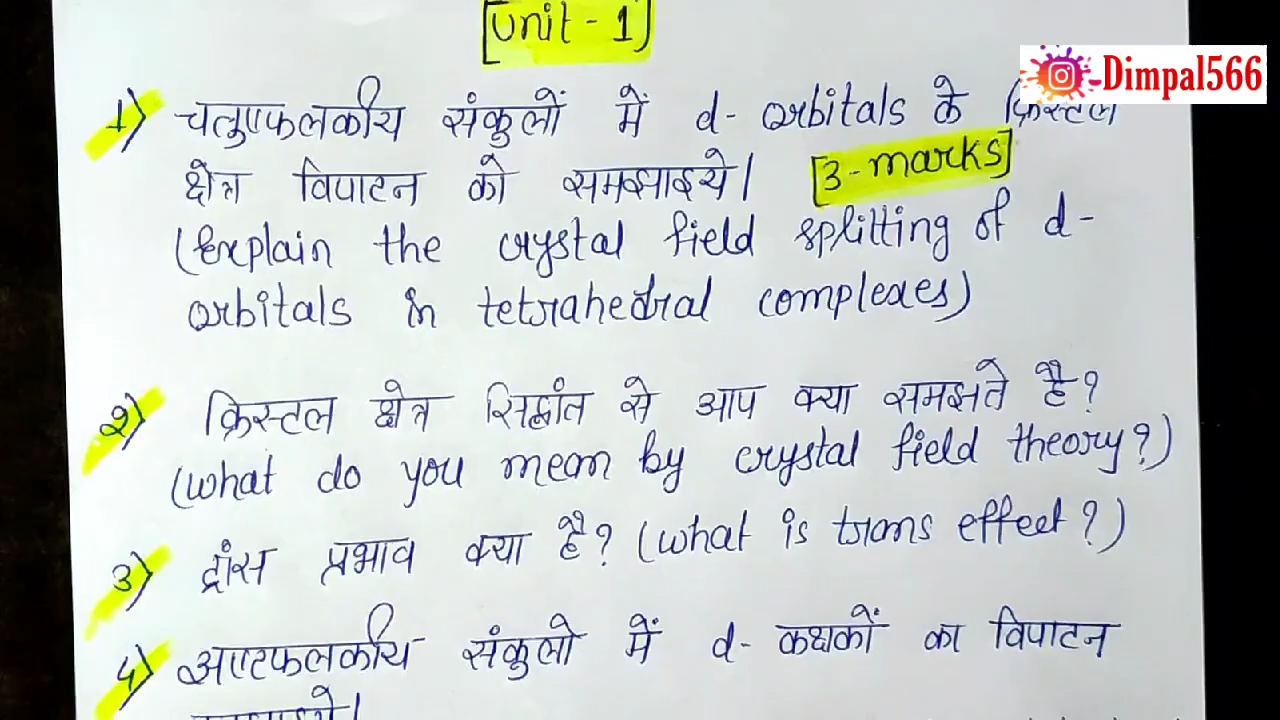 [Unit - 1]
Dimpal566
1) चतुष्फलकीय संकुलों में d- orbitals के क्रिस्टल
क्षेत्र विपाटन को समझाइये। [3-marks]
(Explain the crystal field splitting of d-
orbitals in tetrahedral complexes)
2) क्रिस्टल क्षेत्र सिद्धांत से आप क्या समझते है?
(what do you mean by crystal field theory?)
3) ट्रांस प्रभाव क्या है? (what is trans effect?)
4) अष्टफलकीय संकुलो में d- कक्षकों का विपाटन